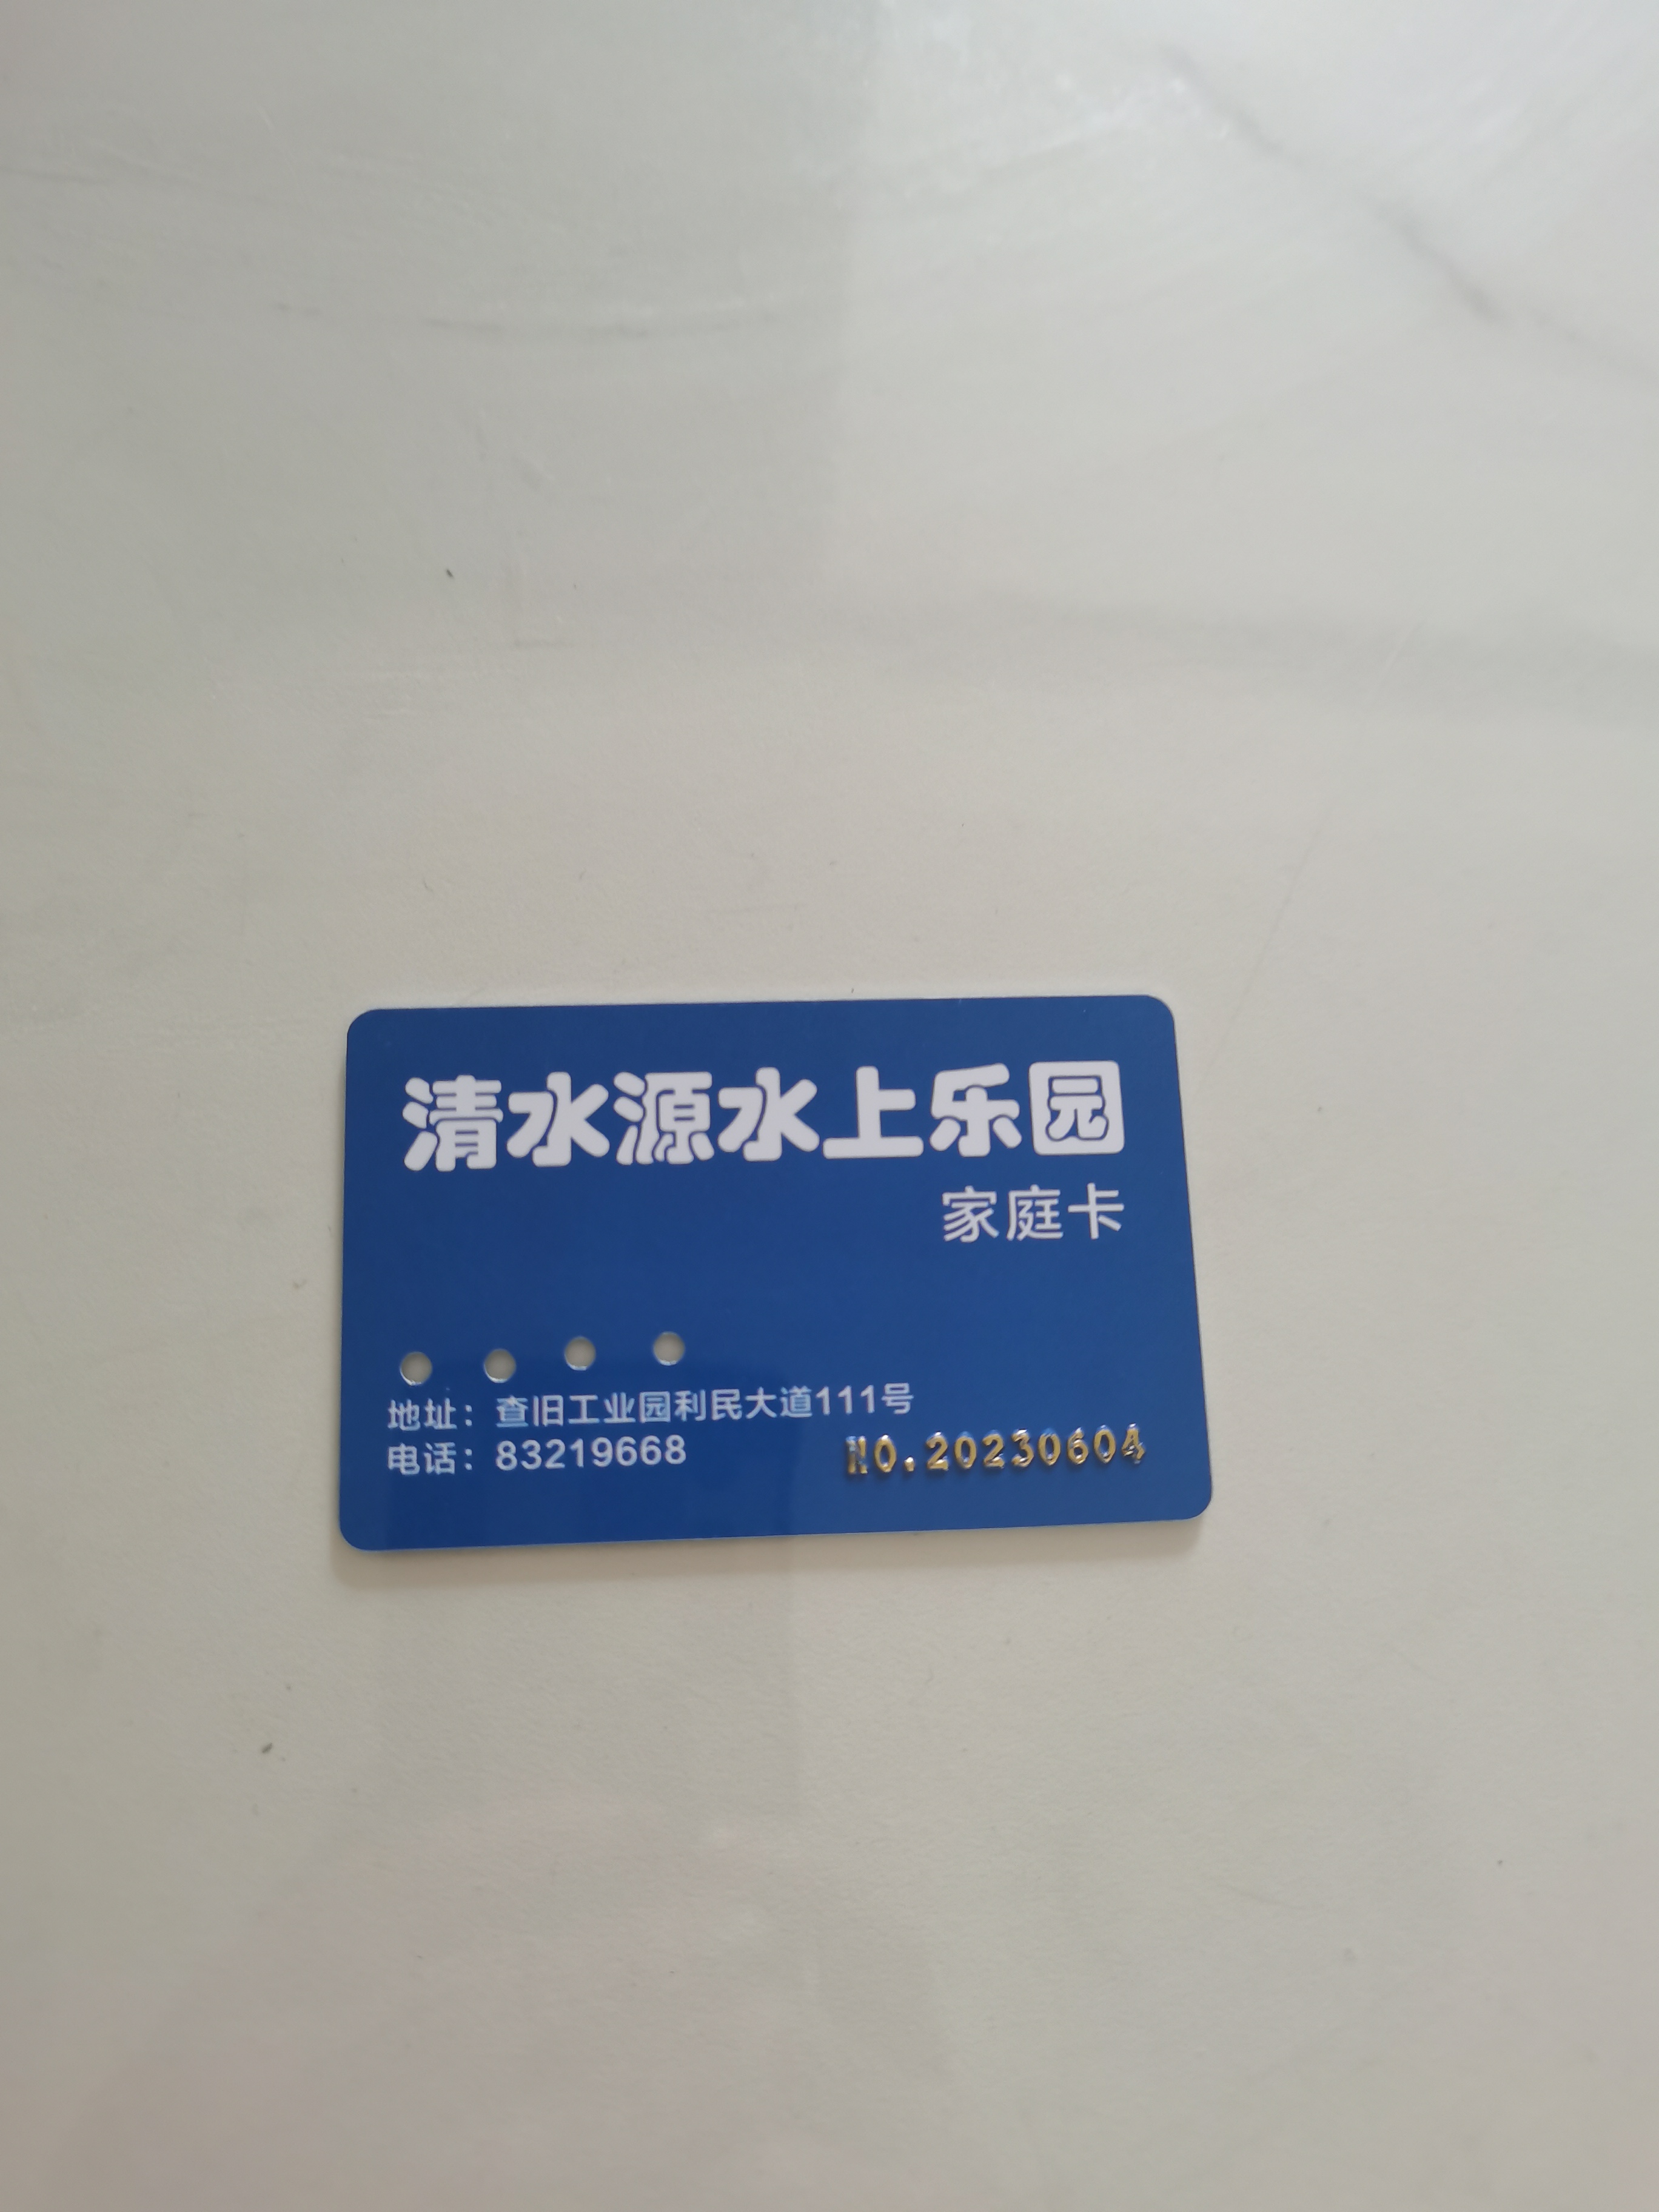 清水源水上乐园
家庭卡
地址：查旧工业园利民大道111号
电话：83219668
NO.20230604